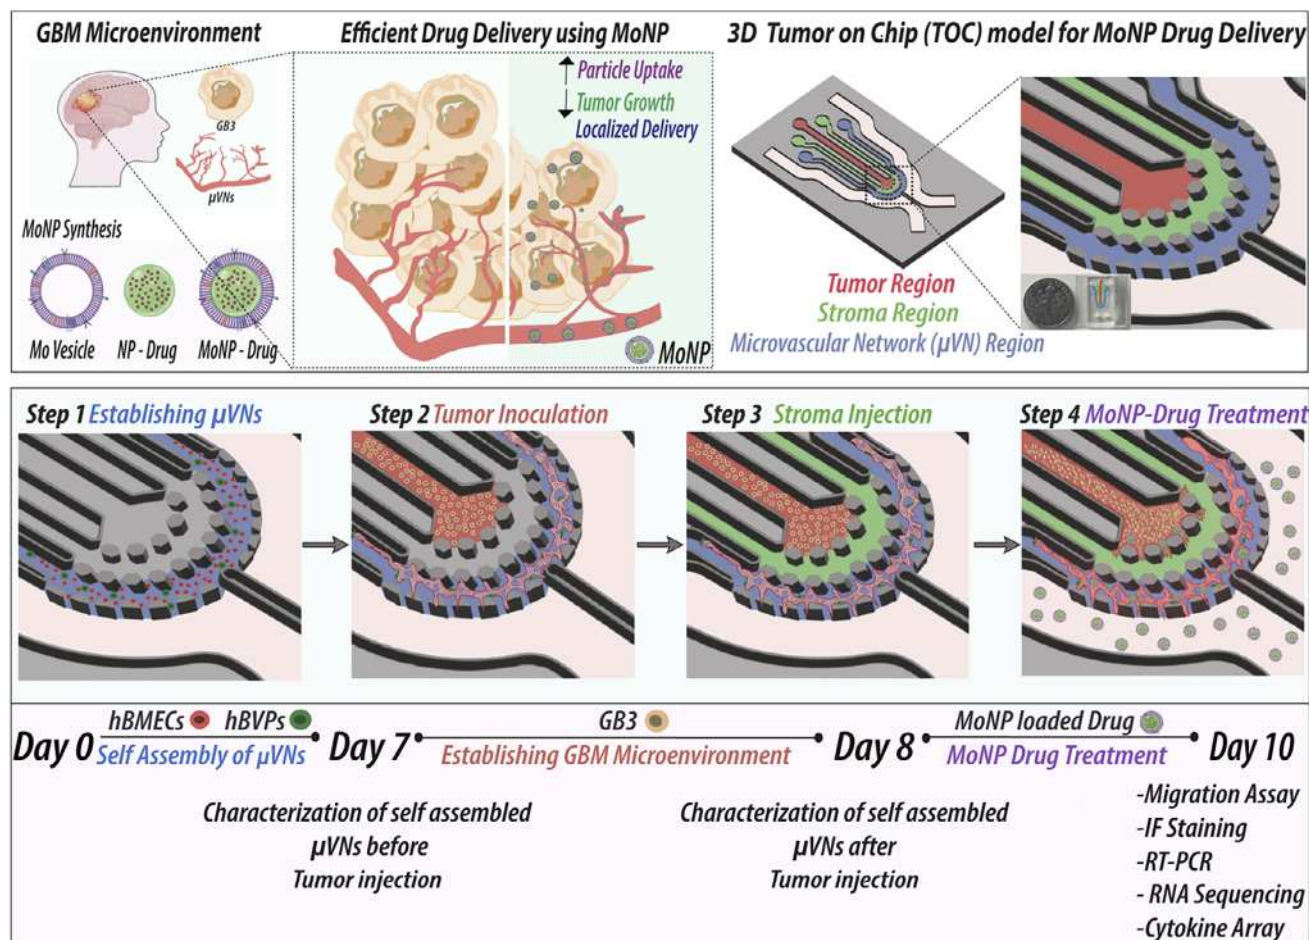 GBM Microenvironment
Efficient Drug Delivery using MoNP
3D Tumor on Chip (TOC) model for MoNP Drug Delivery
GB3
μVNs
MoNP Synthesis
Mo Vesicle
NP - Drug
MoNP - Drug
Particle Uptake
Tumor Growth
Localized Delivery
MoNP
Tumor Region
Stroma Region
Microvascular Network (μVN) Region
Step 1 Establishing μVNs
Step 2 Tumor Inoculation
Step 3 Stroma Injection
Step 4 MoNP-Drug Treatment
Day 0
hBMECs
hBVPs
Self Assembly of μVNs
Day 7
GB3
Establishing GBM Microenvironment
Day 8
MoNP loaded Drug
MoNP Drug Treatment
Day 10
Characterization of self assembled
μVNs before
Tumor injection
Characterization of self assembled
μVNs after
Tumor injection
-Migration Assay
-IF Staining
-RT-PCR
- RNA Sequencing
-Cytokine Array